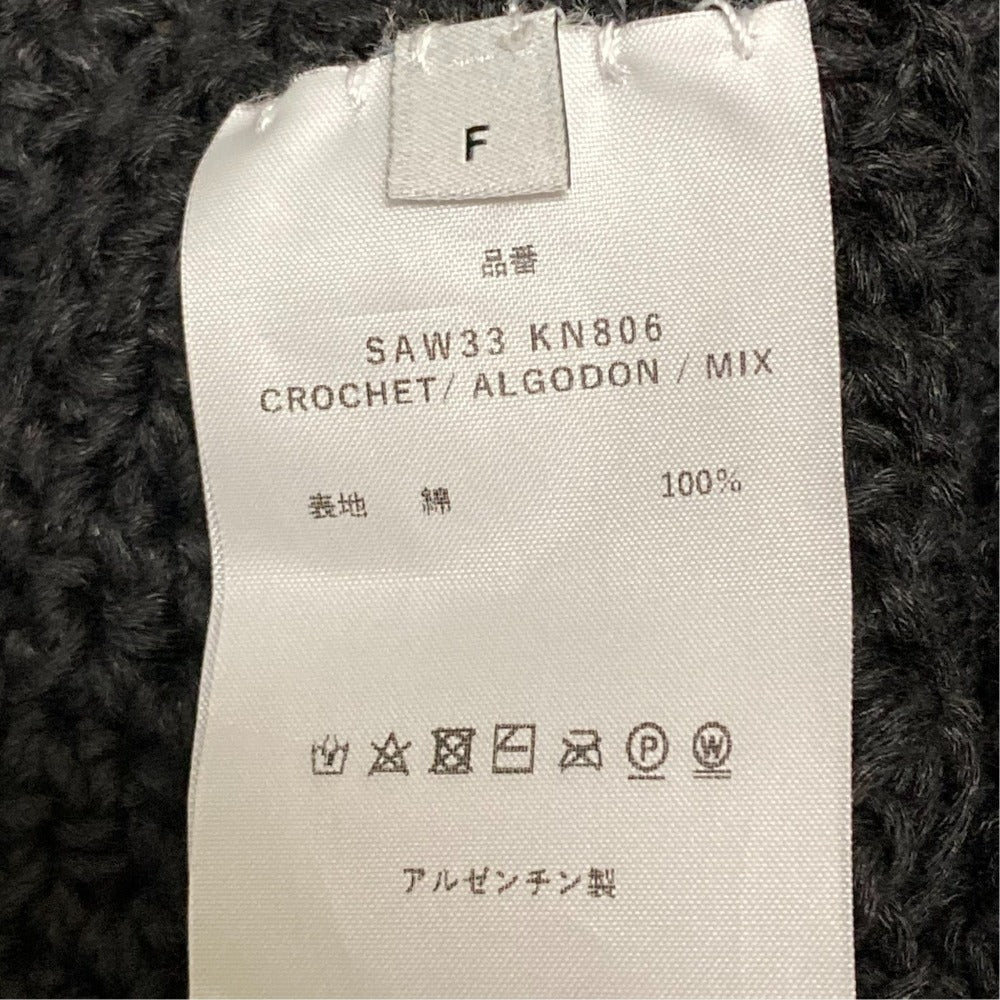 F
品番
SAW33 KN806
CROCHET/ ALGODON / MIX
表地 綿 100%
P W
アルゼンチン製